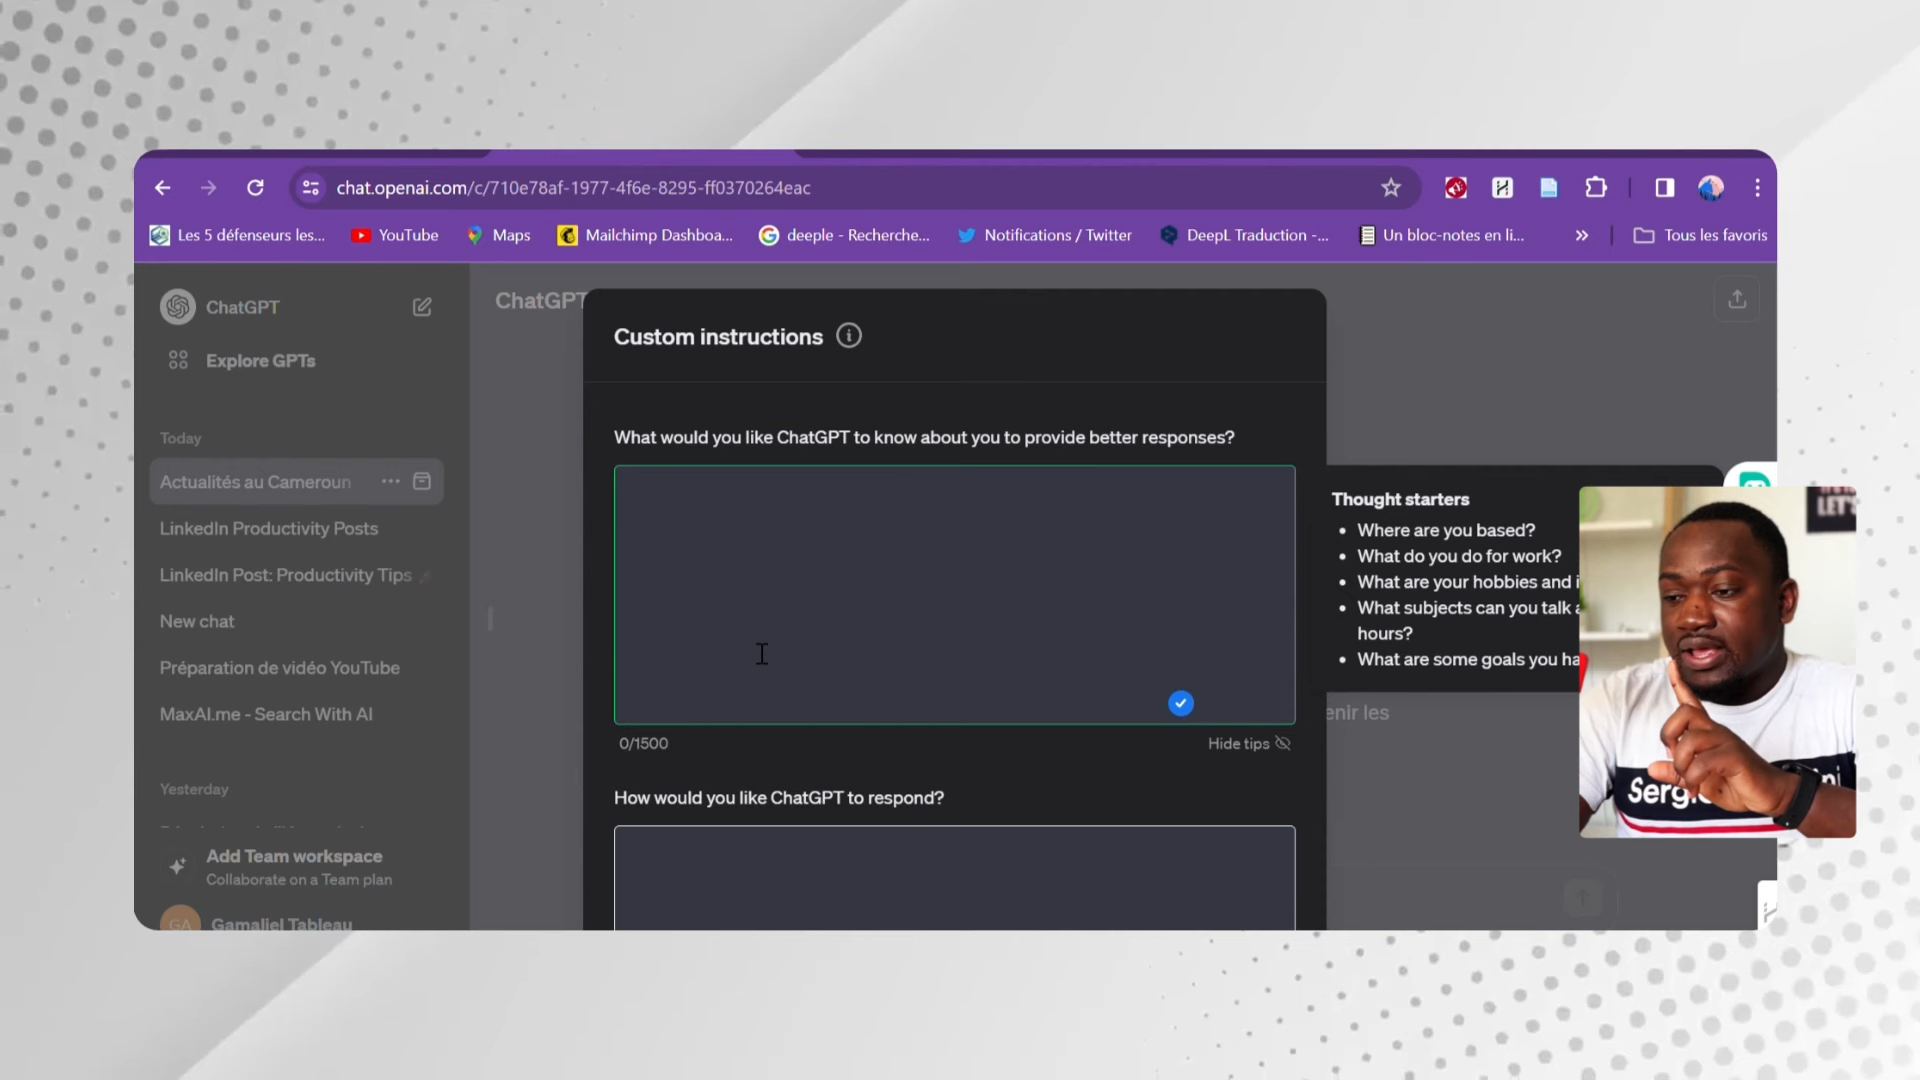 chat.openai.com/c/710e78af-1977-4f6e-8295-ff0370264eac
Les 5 défenseurs les...
YouTube
Maps
Mailchimp Dashboa...
deeple - Recherche...
Notifications / Twitter
DeepL Traduction -...
Un bloc-notes en li...
Tous les favoris
ChatGPT
Explore GPTs
Today
Actualités au Cameroun
LinkedIn Productivity Posts
LinkedIn Post: Productivity Tips
New chat
Préparation de vidéo YouTube
MaxAI.me - Search With AI
Yesterday
Add Team workspace
Collaborate on a Team plan
GA
Gamaliel Tableau
ChatGPT
Custom instructions
What would you like ChatGPT to know about you to provide better responses?
0/1500
Hide tips
How would you like ChatGPT to respond?
Thought starters
Where are you based?
What do you do for work?
What are your hobbies and i
What subjects can you talk a
hours?
What are some goals you ha
enir les
LET'S
Sergi